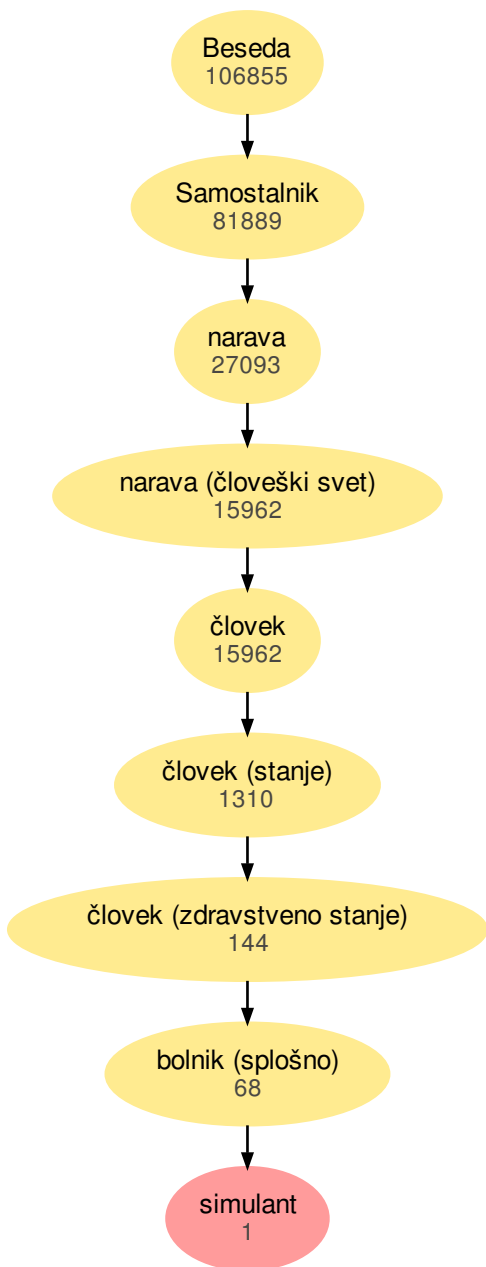 Beseda
106855
Samostalnik
81889
narava
27093
narava (človeški svet)
15962
človek
15962
človek (stanje)
1310
človek (zdravstveno stanje)
144
bolnik (splošno)
68
simulant
1